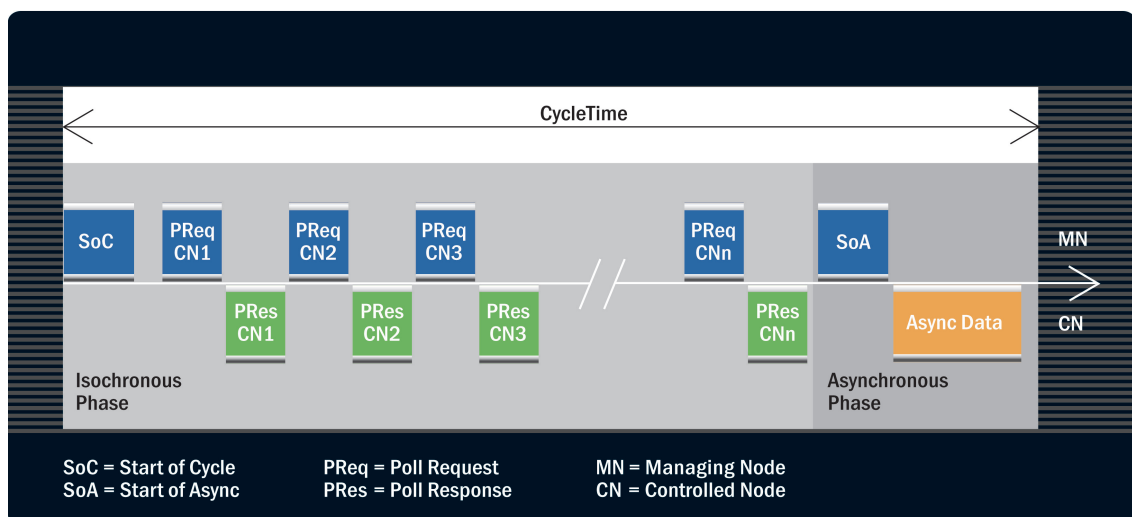 CycleTime
SoC
PReq
CN1
PReq
CN2
PReq
CN3
PReq
CNn
SoA
MN
PRes
CN1
PRes
CN2
PRes
CN3
PRes
CNn
Async Data
CN
Isochronous
Phase
Asynchronous
Phase
SoC = Start of Cycle
SoA = Start of Async
PReq = Poll Request
PRes = Poll Response
MN = Managing Node
CN = Controlled Node